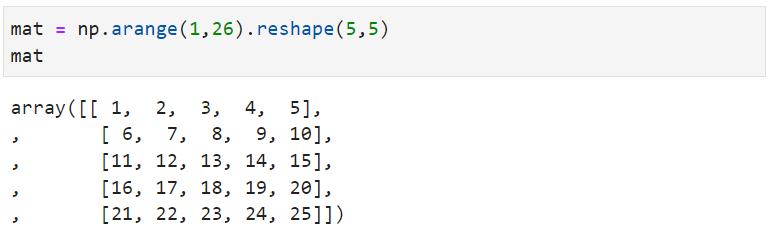 mat = np.arange(1,26).reshape(5,5)
mat
array([[ 1,  2,  3,  4,  5],
,       [ 6,  7,  8,  9, 10],
,       [11, 12, 13, 14, 15],
,       [16, 17, 18, 19, 20],
,       [21, 22, 23, 24, 25]])